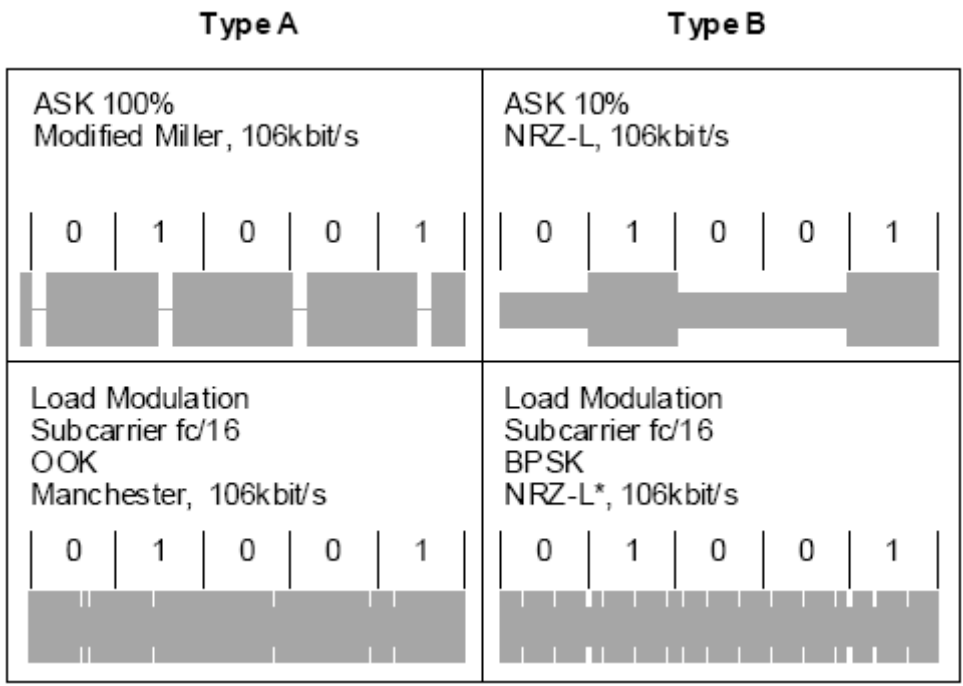 Type A
Type B
ASK 100%
Modified Miller, 106kbit/s
0 1 0 0 1
ASK 10%
NRZ-L, 106kbit/s
0 1 0 0 1
Load Modulation
Subcarrier fc/16
OOK
Manchester, 106kbit/s
0 1 0 0 1
Load Modulation
Subcarrier fc/16
BPSK
NRZ-L*, 106kbit/s
0 1 0 0 1